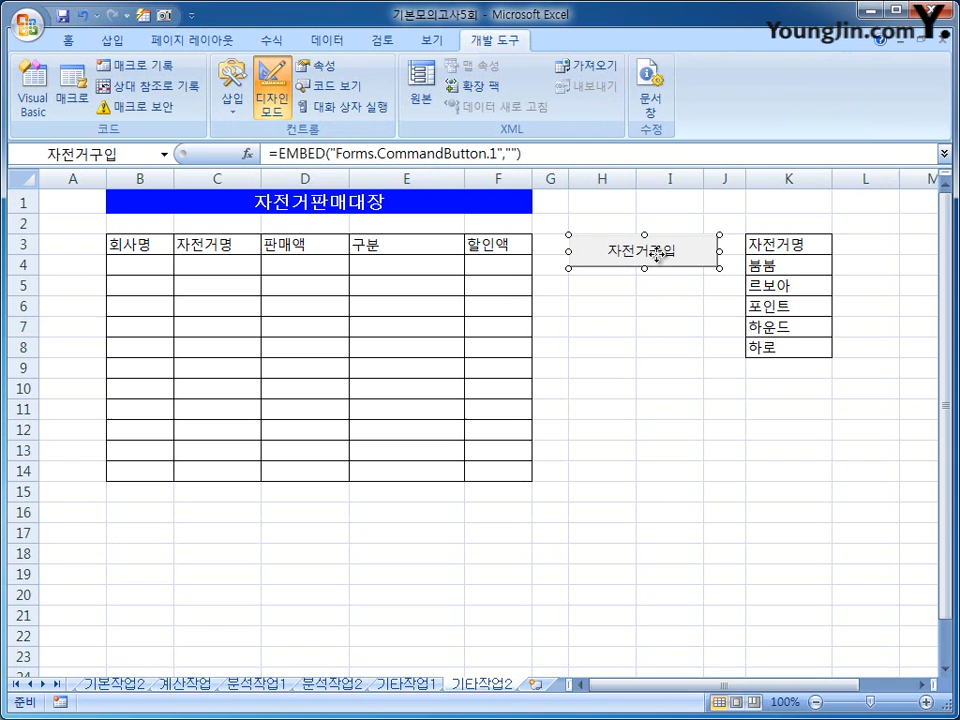 기본모의고사5회 - Microsoft Excel
YoungJin.com Y.
홈 삽입 페이지 레이아웃 수식 데이터 검토 보기 개발 도구
Visual Basic
매크로
매크로 기록
상대 참조로 기록
매크로 보안
코드
삽입
디자인 모드
속성
코드 보기
대화 상자 실행
컨트롤
원본
맵 속성
확장 팩
데이터 새로 고침
가져오기
내보내기
XML
문서 창
수정
자전거구입 fx =EMBED("Forms.CommandButton.1","")
A B C D E F G H I J K L M
1 자전거판매대장
2
3 회사명 자전거명 판매액 구분 할인액 자전거구입 자전거명
4 붐붐
5 르보아
6 포인트
7 하운드
8 하로
9
10
11
12
13
14
15
16
17
18
19
20
21
22
23
24
기본작업2 계산작업 분석작업1 분석작업2 기타작업1 기타작업2
준비 100%